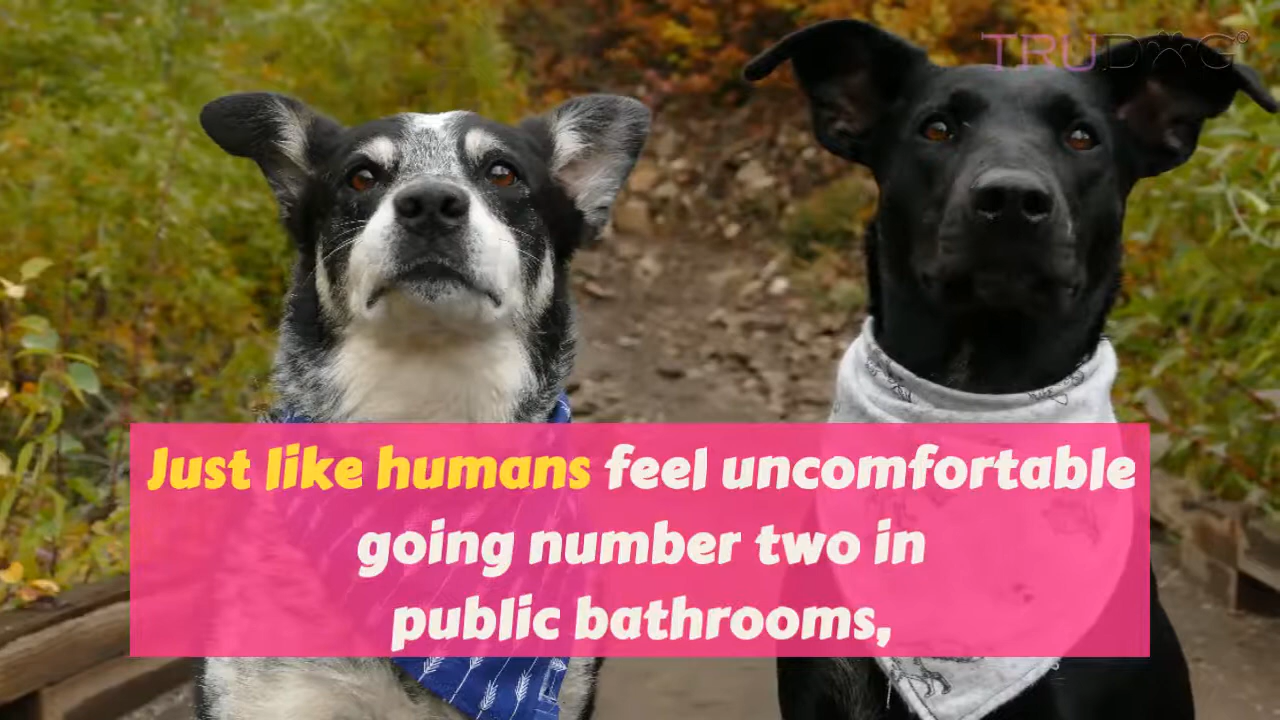 TRUDOG®
Just like humans feel uncomfortable
going number two in
public bathrooms,